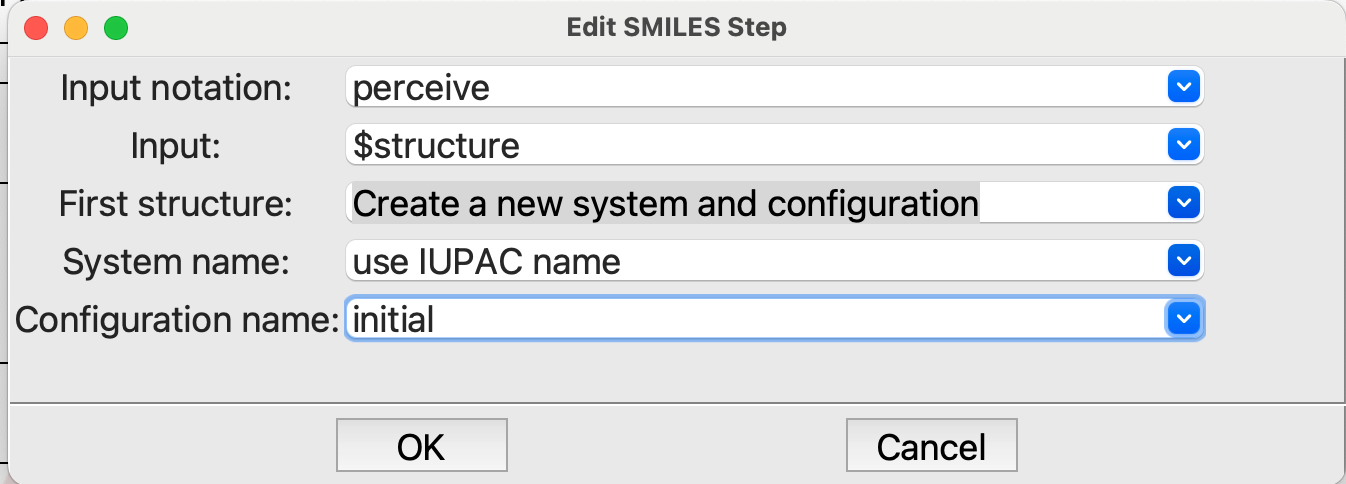 Edit SMILES Step
Input notation: perceive
Input: $structure
First structure: Create a new system and configuration
System name: use IUPAC name
Configuration name: initial
OK Cancel